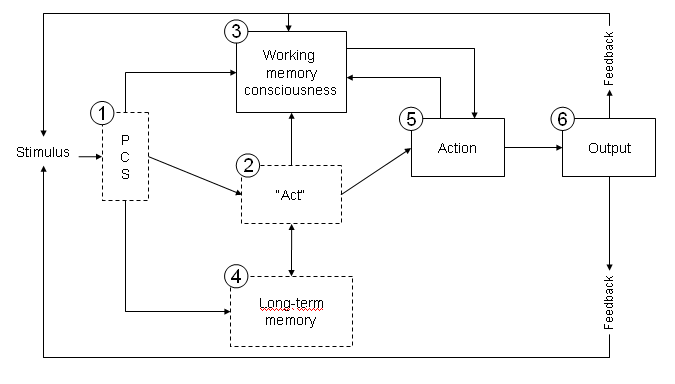 3
Working
memory
consciousness
Feedback
1
P
C
S
5
6
Stimulus
Action
Output
2
"Act"
4
Long-term
memory
Feedback